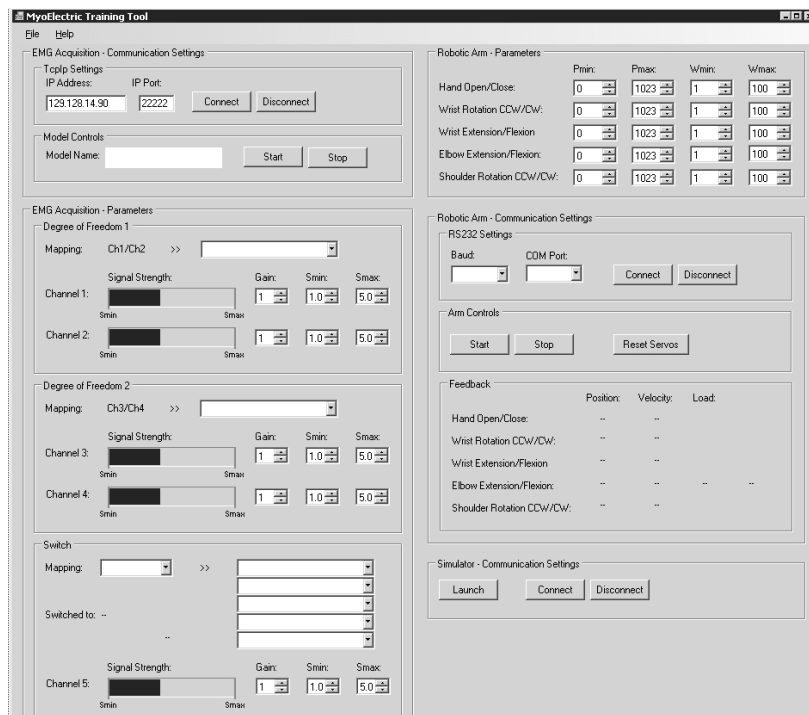 MyoElectric Training Tool
File Help
EMG Acquisition - Communication Settings
TcpIp Settings
IP Address: IP Port:
129.128.14.90 22222 Connect Disconnect
Model Controls
Model Name: Start Stop
EMG Acquisition - Parameters
Degree of Freedom 1
Mapping: Ch1/Ch2 >>
Signal Strength: Gain: Smin: Smax:
Channel 1: 1 1.0 5.0
Smin Smax
Channel 2: 1 1.0 5.0
Smin Smax
Degree of Freedom 2
Mapping: Ch3/Ch4 >>
Signal Strength: Gain: Smin: Smax:
Channel 3: 1 1.0 5.0
Smin Smax
Channel 4: 1 1.0 5.0
Smin Smax
Switch
Mapping: >>
Switched to: --
--
Signal Strength: Gain: Smin: Smax:
Channel 5: 1 1.0 5.0
Smin Smax
Robotic Arm - Parameters
Pmin: Pmax: Wmin: Wmax:
Hand Open/Close: 0 1023 1 100
Wrist Rotation CCW/CW: 0 1023 1 100
Wrist Extension/Flexion 0 1023 1 100
Elbow Extension/Flexion: 0 1023 1 100
Shoulder Rotation CCW/CW: 0 1023 1 100
Robotic Arm - Communication Settings
RS232 Settings
Baud: COM Port:
Connect Disconnect
Arm Controls
Start Stop Reset Servos
Feedback
Position: Velocity: Load:
Hand Open/Close: -- --
Wrist Rotation CCW/CW: -- --
Wrist Extension/Flexion -- --
Elbow Extension/Flexion: -- -- -- --
Shoulder Rotation CCW/CW: -- --
Simulator - Communication Settings
Launch Connect Disconnect